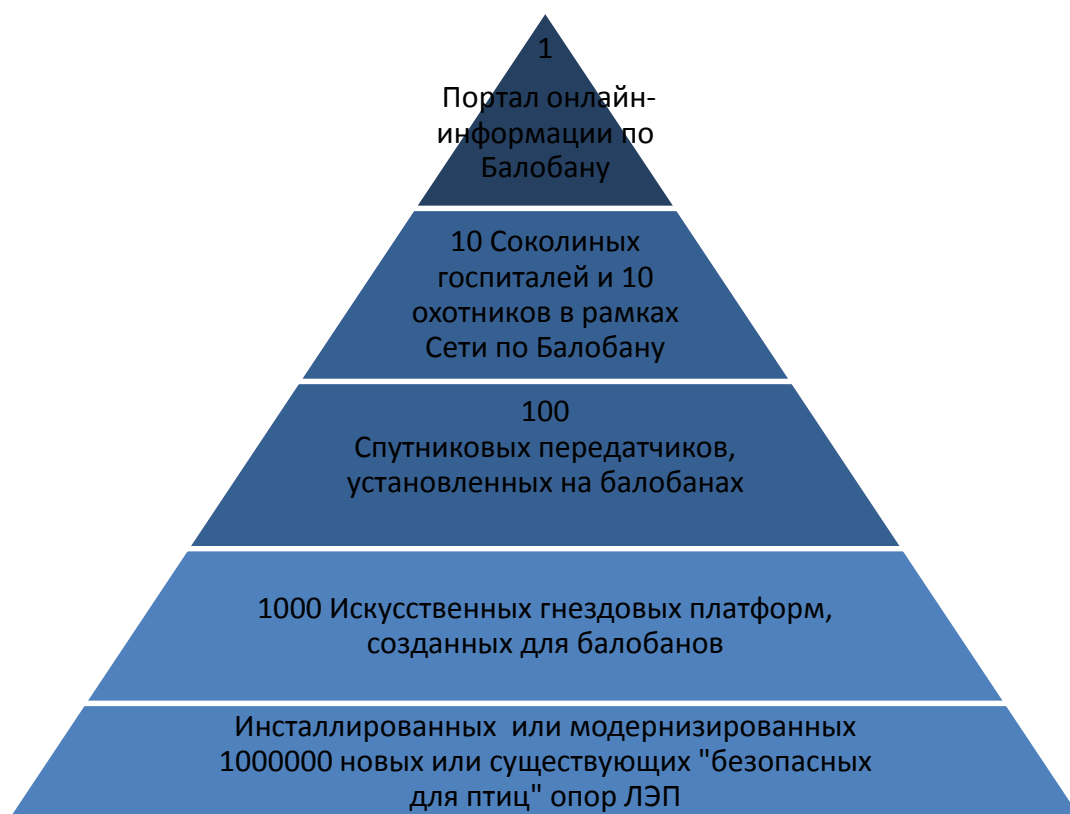 1
Портал онлайн-
информации по
Балобану
10 Соколиных
госпиталей и 10
охотников в рамках
Сети по Балобану
100
Спутниковых передатчиков,
установленных на балобанах
1000 Искусственных гнездовых платформ,
созданных для балобанов
Инсталлированных или модернизированных
1000000 новых или существующих "безопасных
для птиц" опор ЛЭП